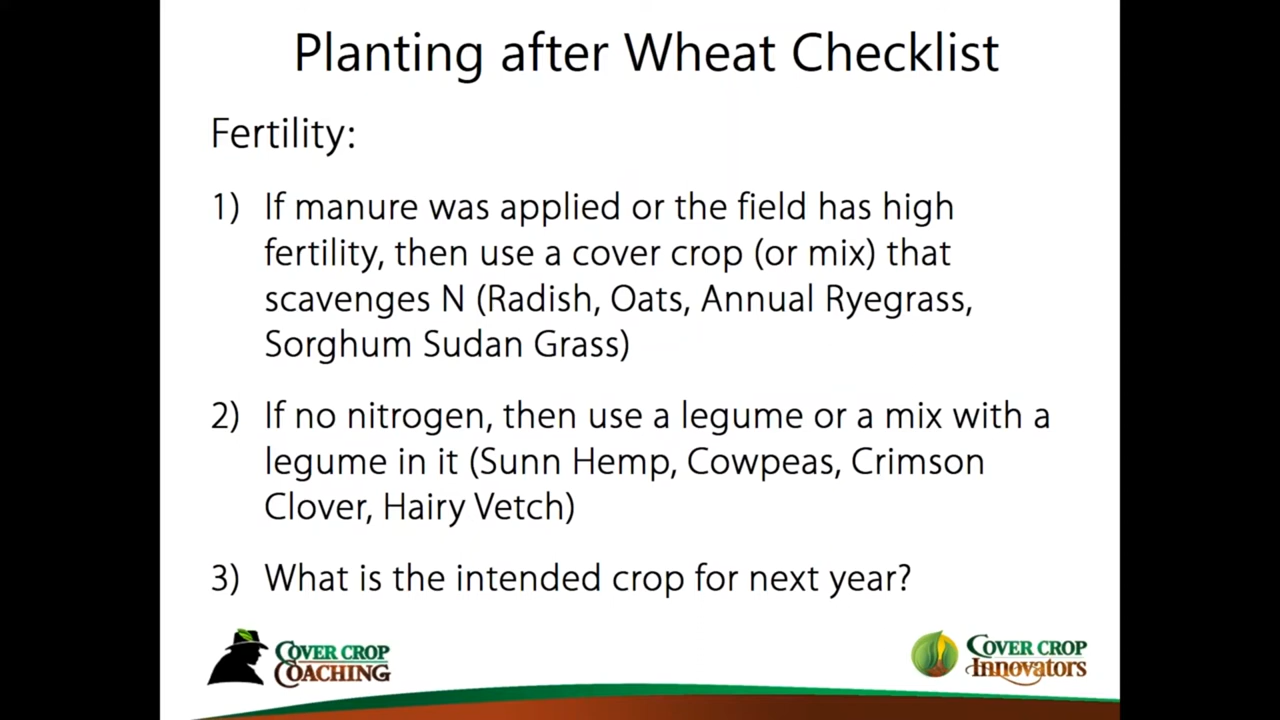 Planting after Wheat Checklist
Fertility:
1) If manure was applied or the field has high
fertility, then use a cover crop (or mix) that
scavenges N (Radish, Oats, Annual Ryegrass,
Sorghum Sudan Grass)
2) If no nitrogen, then use a legume or a mix with a
legume in it (Sunn Hemp, Cowpeas, Crimson
Clover, Hairy Vetch)
3) What is the intended crop for next year?
COVER CROP
COACHING
COVER CROP
INNOVATORS